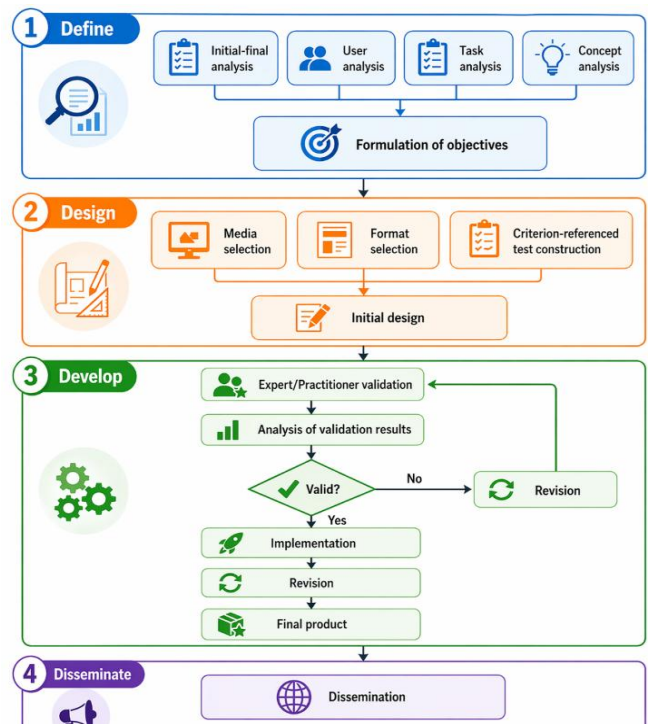 1 Define
Initial-final
analysis
User
analysis
Task
analysis
Concept
analysis
Formulation of objectives
2 Design
Media
selection
Format
selection
Criterion-referenced
test construction
Initial design
3 Develop
Expert/Practitioner validation
Analysis of validation results
Valid?
No
Revision
Yes
Implementation
Revision
Final product
4 Disseminate
Dissemination